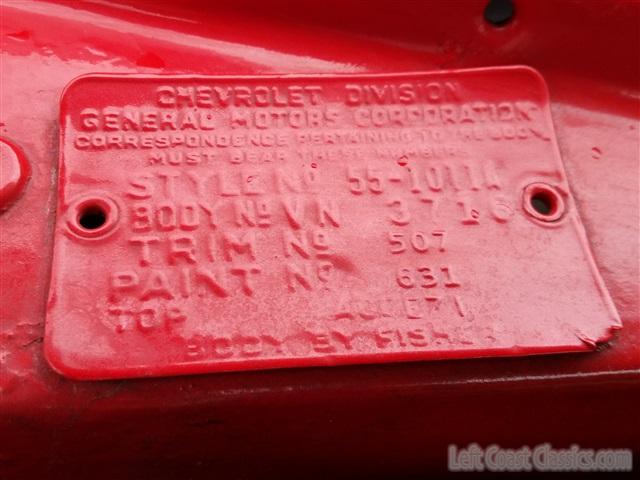 CHEVROLET DIVISION
GENERAL MOTORS CORPORATION
CORRESPONDENCE PERTAINING TO THE BODY
MUST BEAR THESE NUMBERS
STYLE Nº 55-1011A
BODY Nº VN 3716
TRIM Nº 507
PAINT Nº 631
TOP
BODY BY FISHER
Left Coast Classics.com